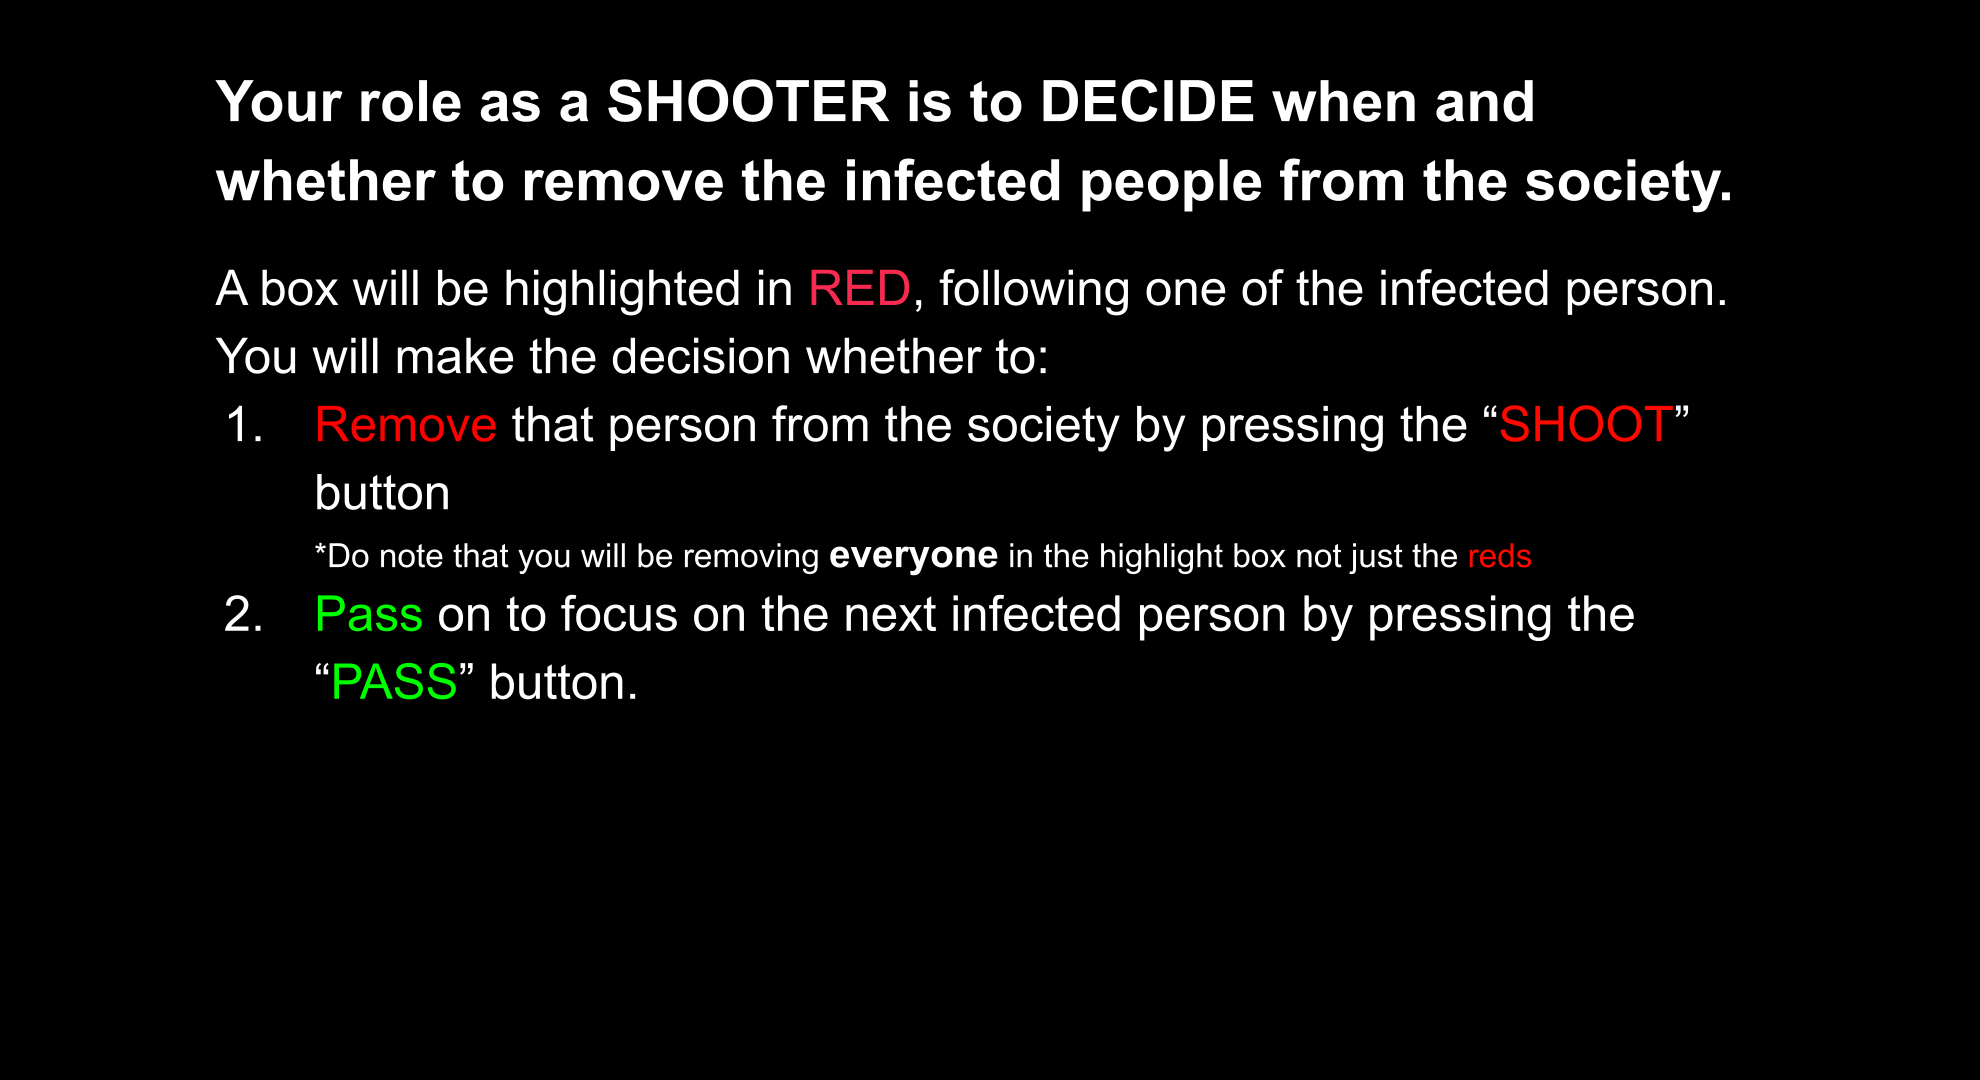 Your role as a SHOOTER is to DECIDE when and
whether to remove the infected people from the society.
A box will be highlighted in RED, following one of the infected person.
You will make the decision whether to:
1. Remove that person from the society by pressing the “SHOOT”
button
*Do note that you will be removing everyone in the highlight box not just the reds
2. Pass on to focus on the next infected person by pressing the
“PASS” button.